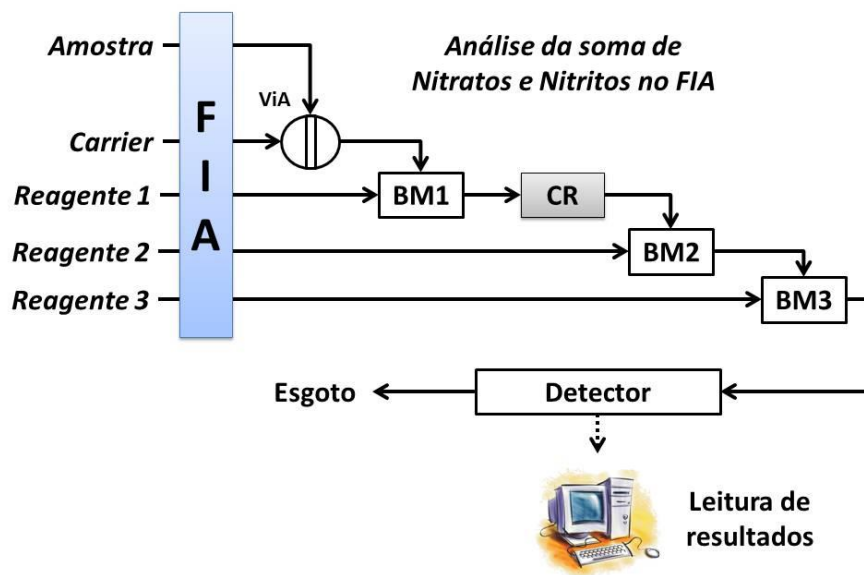 Amostra
Análise da soma de
Nitratos e Nitritos no FIA
ViA
F
I
A
Carrier
Reagente 1
BM1
CR
Reagente 2
BM2
Reagente 3
BM3
Esgoto
Detector
Leitura de
resultados